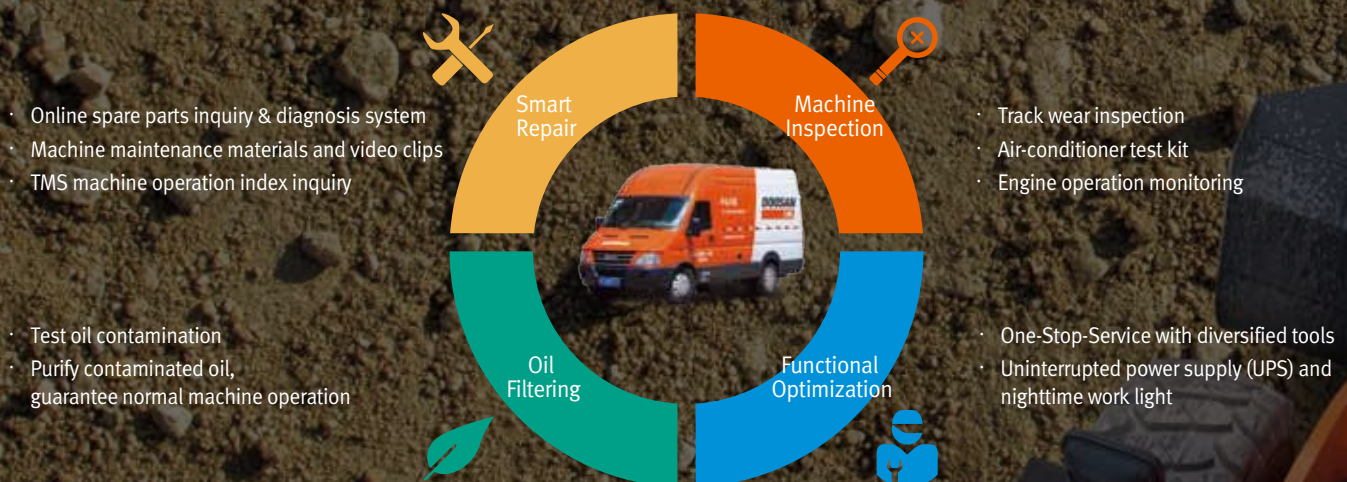 Smart
Repair
· Online spare parts inquiry & diagnosis system
· Machine maintenance materials and video clips
· TMS machine operation index inquiry
Machine
Inspection
· Track wear inspection
· Air-conditioner test kit
· Engine operation monitoring
DOOSAN
Oil
Filtering
· Test oil contamination
· Purify contaminated oil,
guarantee normal machine operation
Functional
Optimization
· One-Stop-Service with diversified tools
· Uninterrupted power supply (UPS) and
nighttime work light